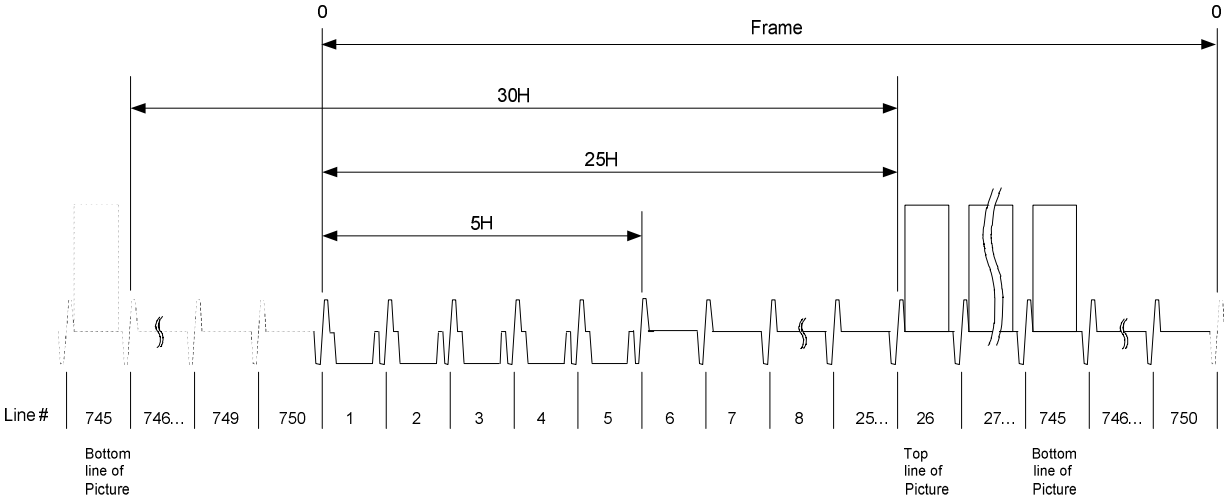 0 0
Frame
30H
25H
5H
Line # 745 746... 749 750 1 2 3 4 5 6 7 8 25... 26 27... 745 746... 750
Bottom line of Picture
Top line of Picture
Bottom line of Picture